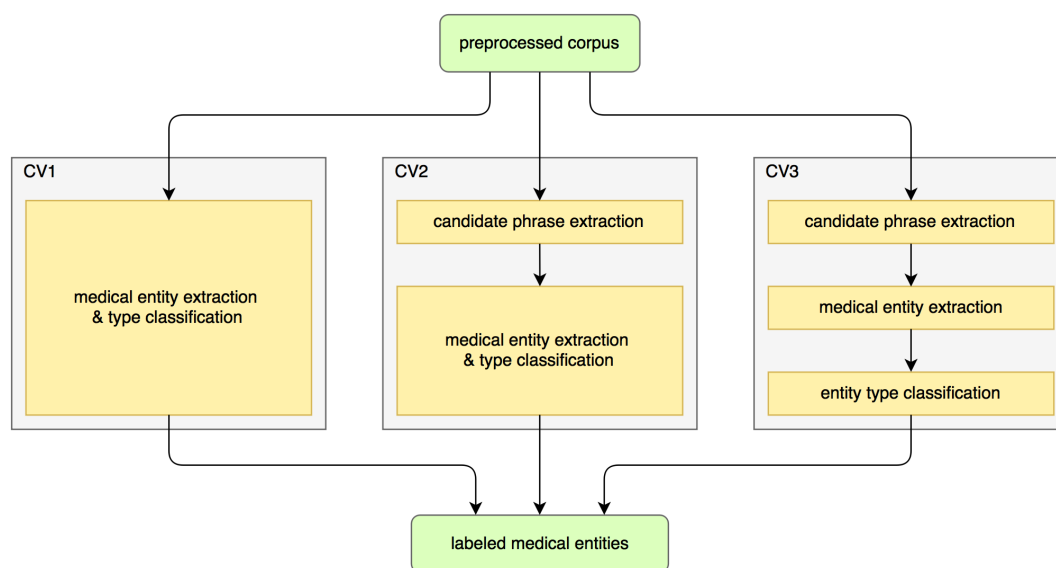 preprocessed corpus
CV1
medical entity extraction
& type classification
CV2
candidate phrase extraction
medical entity extraction
& type classification
CV3
candidate phrase extraction
medical entity extraction
entity type classification
labeled medical entities